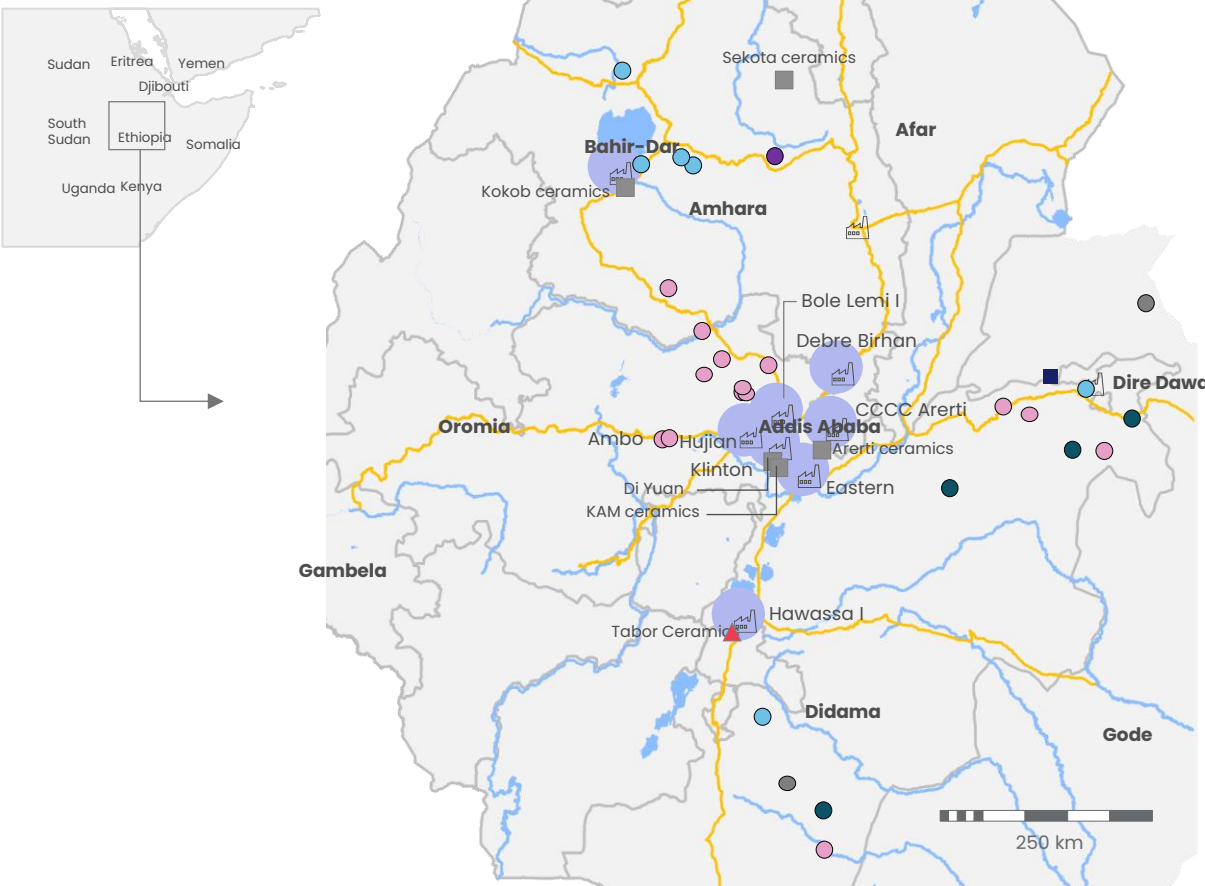 Sudan
Eritrea
Yemen
Djibouti
South
Sudan
Ethiopia
Somalia
Uganda
Kenya
Sekota ceramics
Afar
Bahir-Dar
Kokob ceramics
Amhara
Bole Lemi I
Debre Birhan
Dire Dawa
CCCC Arerti
Oromia
Addis Ababa
Ambo
Hujian
Arerti ceramics
Klinton
Di Yuan
Eastern
KAM ceramics
Gambela
Hawassa I
Tabor Ceramic
Didama
Gode
250 km